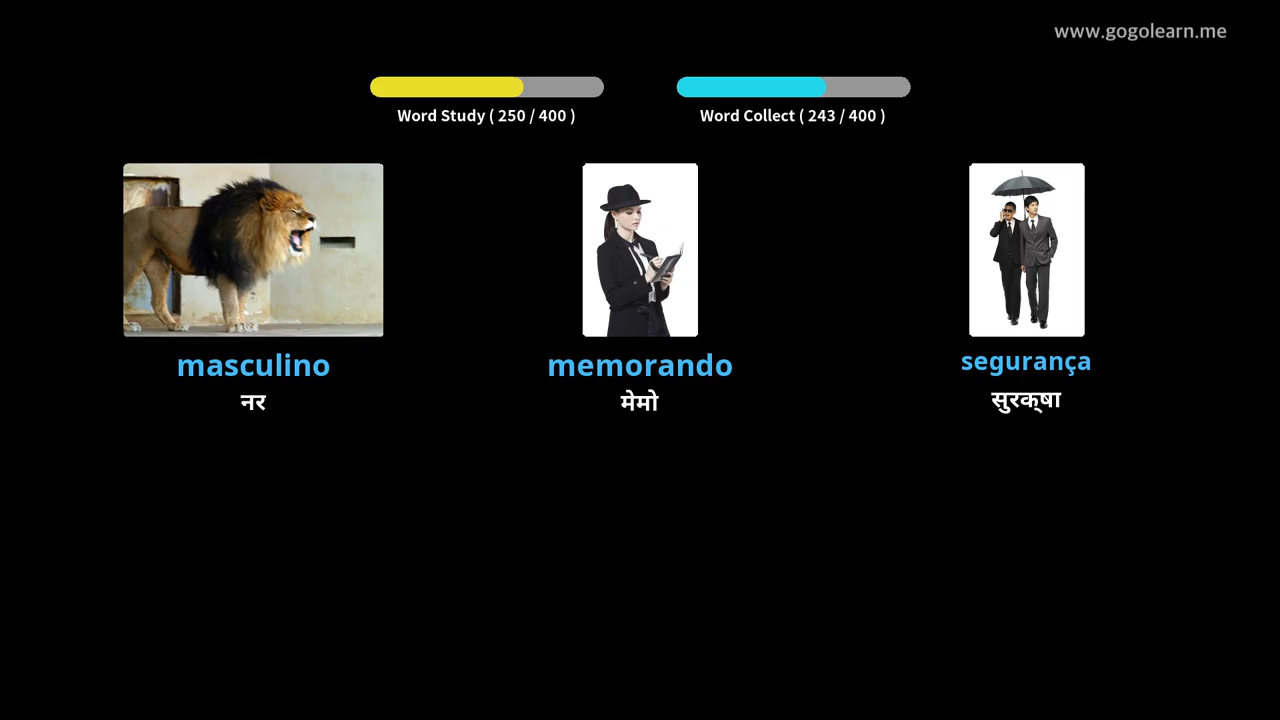 www.gogolearn.me
Word Study ( 250 / 400 )
Word Collect ( 243 / 400 )
masculino
memorando
segurança
नर
मेमो
सुरक्षा